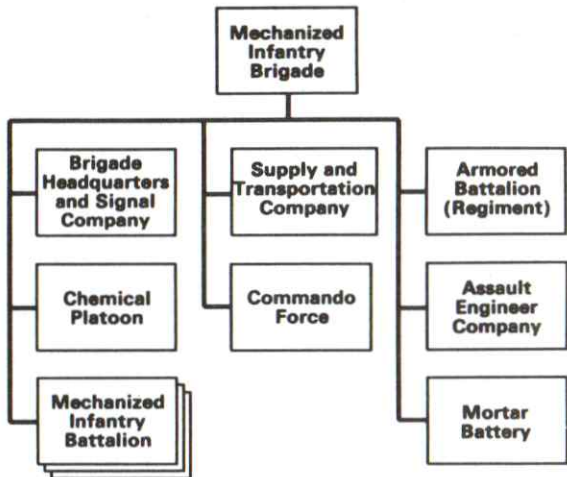 Mechanized
Infantry
Brigade
Brigade
Headquarters
and Signal
Company
Supply and
Transportation
Company
Armored
Battalion
(Regiment)
Chemical
Platoon
Commando
Force
Assault
Engineer
Company
Mechanized
Infantry
Battalion
Mortar
Battery